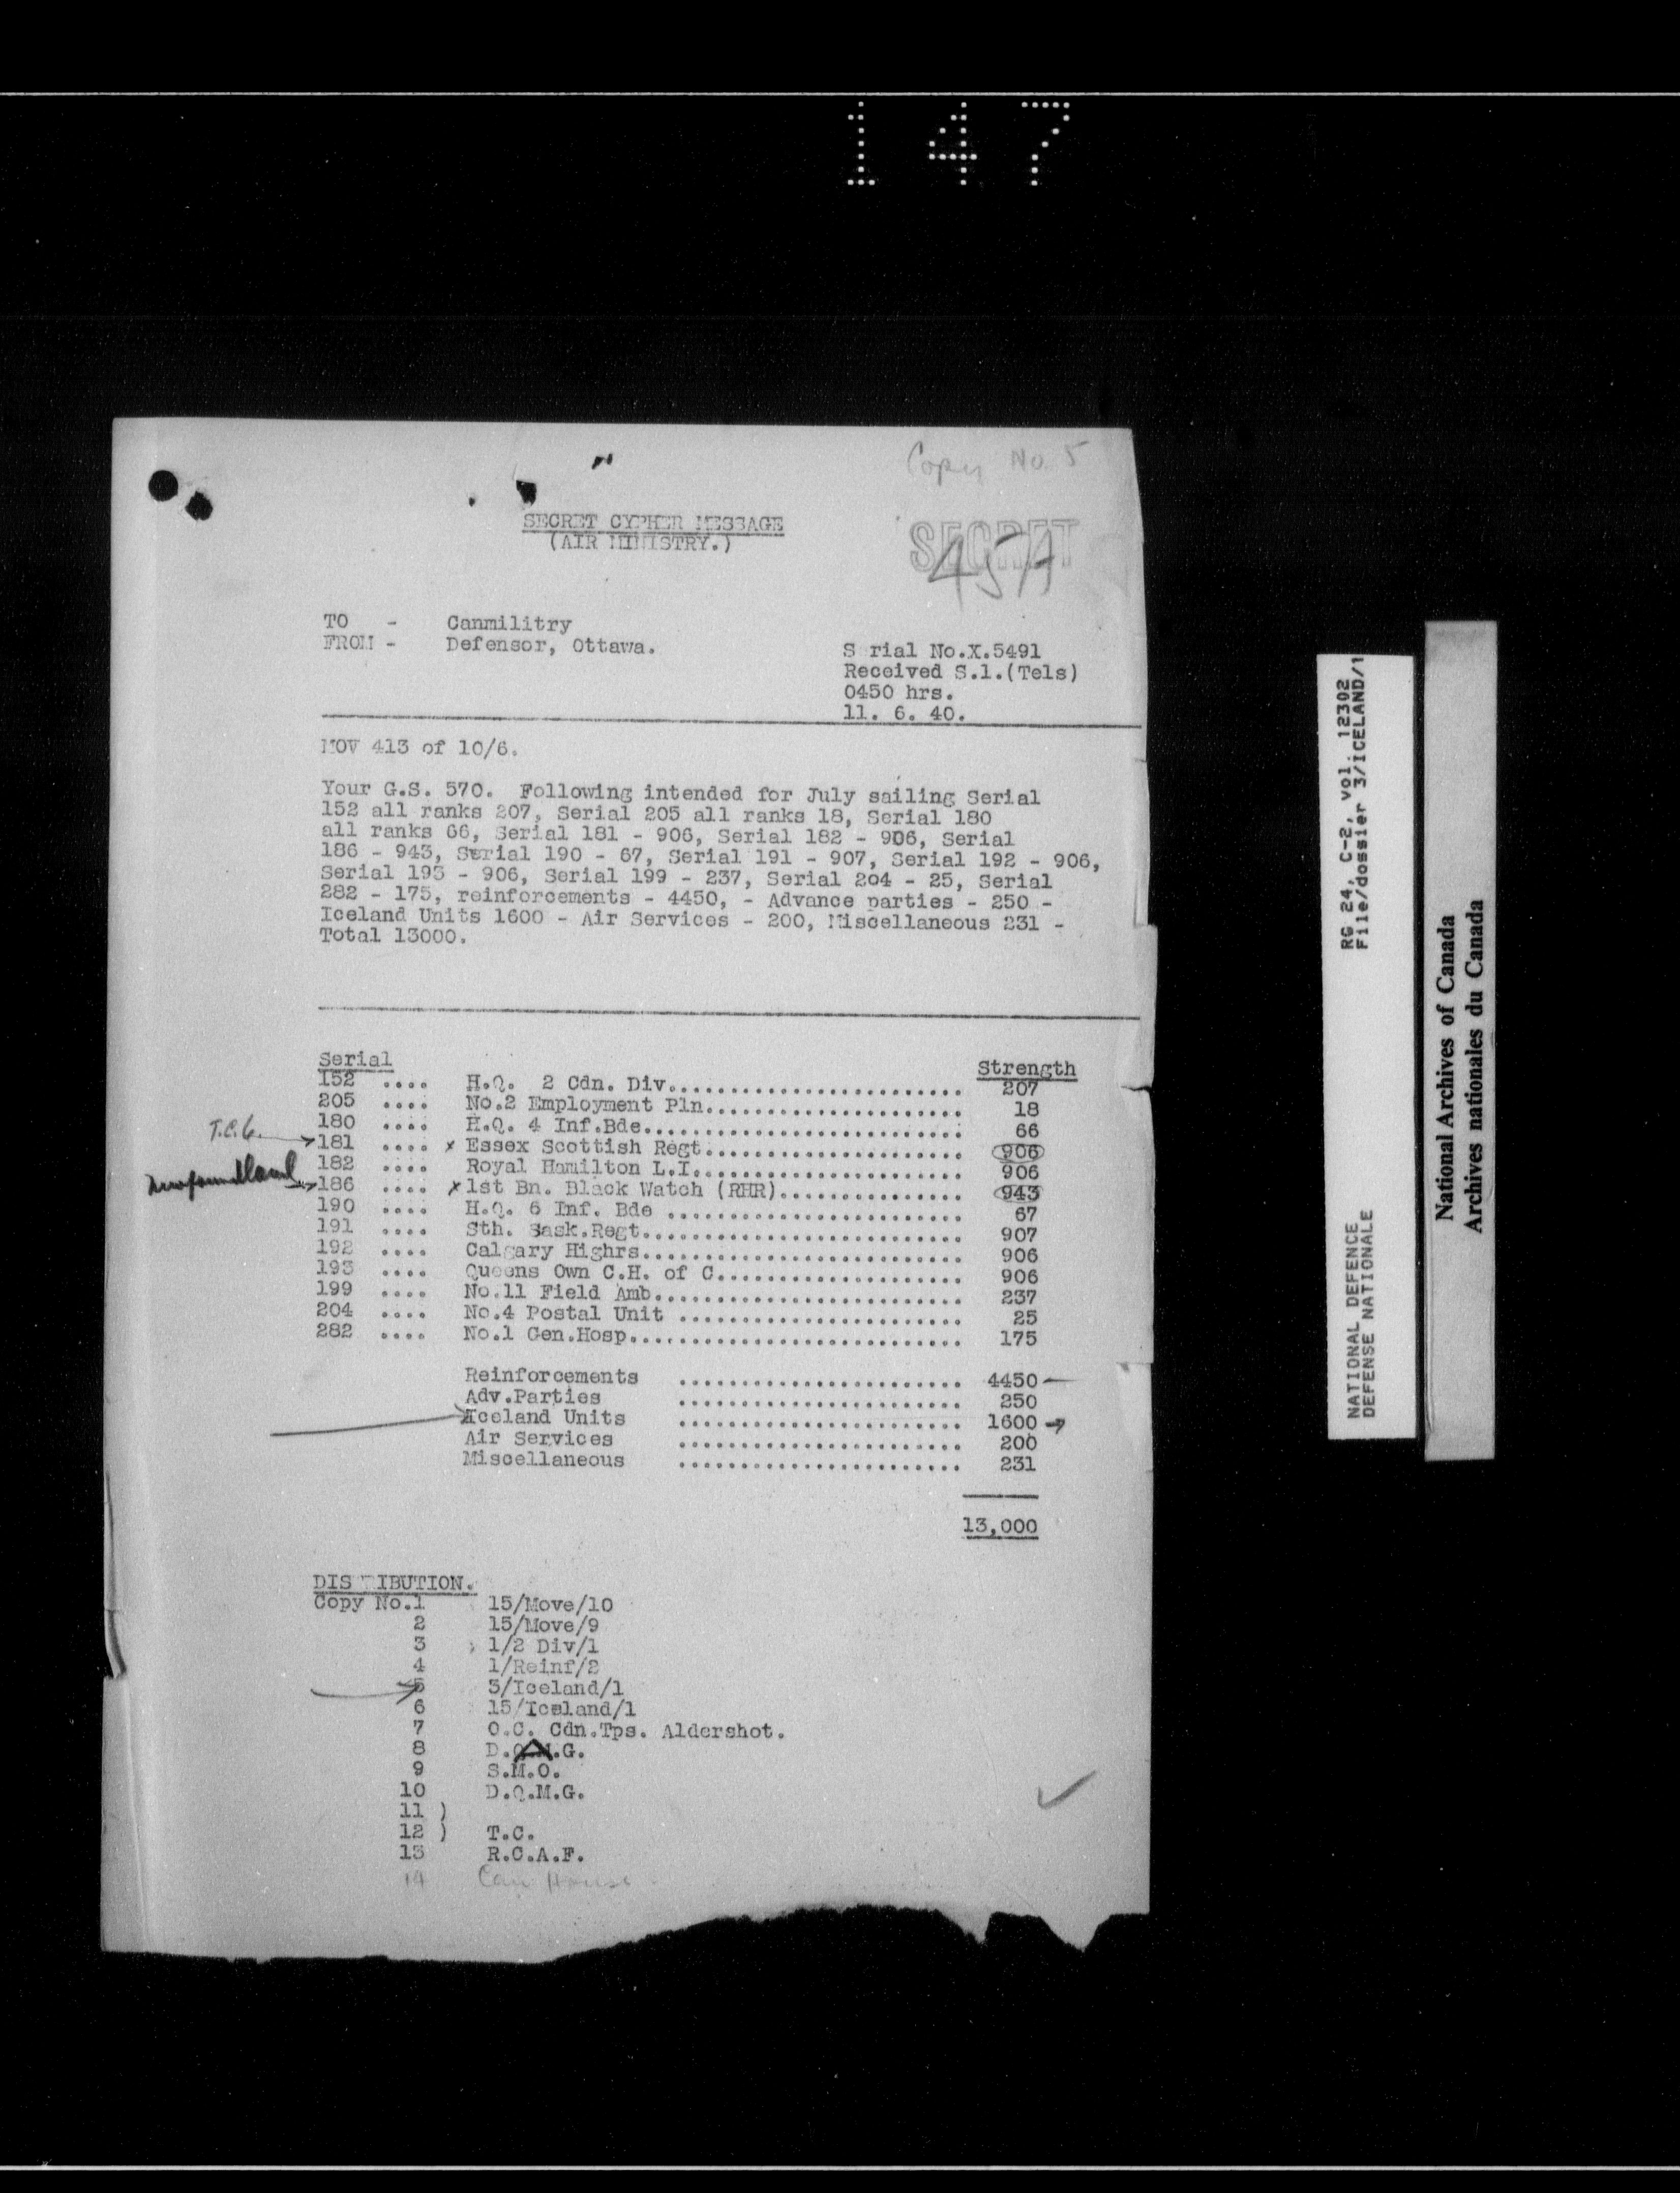 147
Copy No. 5
SECRET CYPHER MESSAGE
(AIR MINISTRY.)
SECRET
45A
TO - Canmilitry
FROM - Defensor, Ottawa.
S rial No.X.5491
Received S.1.(Tels)
0450 hrs.
11. 6. 40.
MOV 413 of 10/6.
Your G.S. 570. Following intended for July sailing Serial
152 all ranks 207, Serial 205 all ranks 18, Serial 180
all ranks 66, Serial 181 - 906, Serial 182 - 906, Serial
186 - 943, Serial 190 - 67, Serial 191 - 907, Serial 192 - 906,
Serial 193 - 906, Serial 199 - 237, Serial 204 - 25, Serial
282 - 175, reinforcements - 4450, - Advance parties - 250 -
Iceland Units 1600 - Air Services - 200, Miscellaneous 231 -
Total 13000.
Serial Strength
152 .... H.Q. 2 Cdn. Div........................ 207
205 .... No.2 Employment Pln..................... 18
180 .... H.Q. 4 Inf.Bde.......................... 66
181 .... x Essex Scottish Regt..................... 906
182 .... Royal Hamilton L.I...................... 906
Newfoundland 186 .... x 1st Bn. Black Watch (RHR)............... 943
190 .... H.Q. 6 Inf. Bde ........................ 67
191 .... Sth. Sask.Regt.......................... 907
192 .... Calgary Highrs.......................... 906
193 .... Queens Own C.H. of C.................... 906
199 .... No.11 Field Amb......................... 237
204 .... No.4 Postal Unit ....................... 25
282 .... No.1 Gen.Hosp........................... 175
Reinforcements ....................... 4450
Adv.Parties ....................... 250
Iceland Units ....................... 1600
Air Services ....................... 200
Miscellaneous ....................... 231
13,000
DIS IBUTION.
Copy No.1 15/Move/10
2 15/Move/9
3 1/2 Div/1
4 1/Reinf/2
5 3/Iceland/1
6 15/Iceland/1
7 O.C. Cdn.Tps. Aldershot.
8 D.A.G.
9 S.M.O.
10 D.Q.M.G.
11 )
12 ) T.C.
13 R.C.A.F.
14 Can House
RG 24, C-2, vol. 12302
File/dossier 3/ICELAND/1
NATIONAL DEFENCE
DEFENSE NATIONALE
National Archives of Canada
Archives nationales du Canada